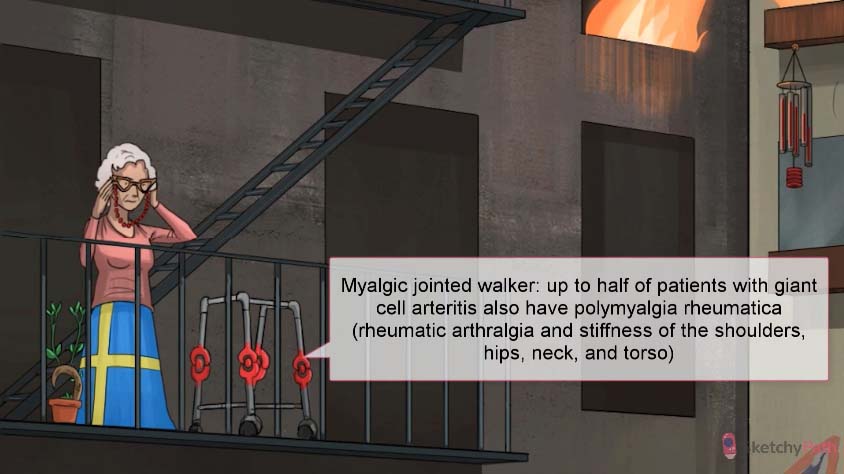 Myalgic jointed walker: up to half of patients with giant
cell arteritis also have polymyalgia rheumatica
(rheumatic arthralgia and stiffness of the shoulders,
hips, neck, and torso)